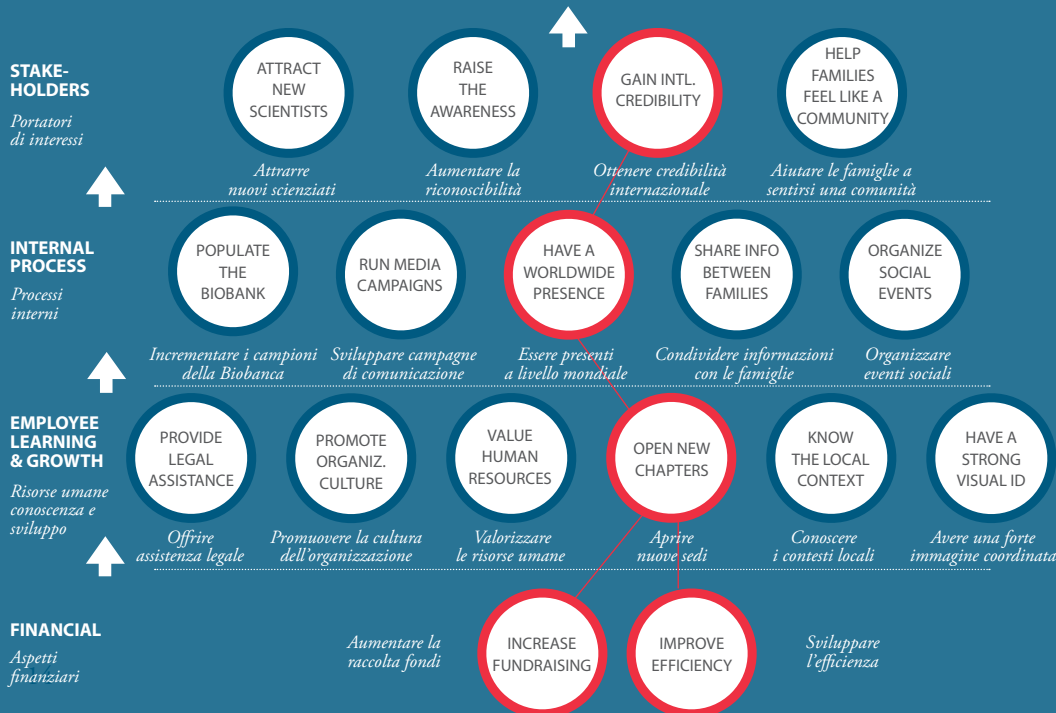 STAKE-
HOLDERS
Portatori
di interessi
ATTRACT
NEW
SCIENTISTS
RAISE
THE
AWARENESS
GAIN INTL.
CREDIBILITY
HELP
FAMILIES
FEEL LIKE A
COMMUNITY
Attrarre
nuovi scienziati
Aumentare la
riconoscibilità
Ottenere credibilità
internazionale
Aiutare le famiglie a
sentirsi una comunità
INTERNAL
PROCESS
Processi
interni
POPULATE
THE
BIOBANK
RUN MEDIA
CAMPAIGNS
HAVE A
WORLDWIDE
PRESENCE
SHARE INFO
BETWEEN
FAMILIES
ORGANIZE
SOCIAL
EVENTS
Incrementare i campioni
della Biobanca
Sviluppare campagne
di comunicazione
Essere presenti
a livello mondiale
Condividere informazioni
con le famiglie
Organizzare
eventi sociali
EMPLOYEE
LEARNING
& GROWTH
Risorse umane
conoscenza e
sviluppo
PROVIDE
LEGAL
ASSISTANCE
PROMOTE
ORGANIZ.
CULTURE
VALUE
HUMAN
RESOURCES
OPEN NEW
CHAPTERS
KNOW
THE LOCAL
CONTEXT
HAVE A
STRONG
VISUAL ID
Offrire
assistenza legale
Promuovere la cultura
dell'organizzazione
Valorizzare
le risorse umane
Aprire
nuove sedi
Conoscere
i contesti locali
Avere una forte
immagine coordinata
FINANCIAL
Aspetti
finanziari
Aumentare la
raccolta fondi
INCREASE
FUNDRAISING
IMPROVE
EFFICIENCY
Sviluppare
l'efficienza